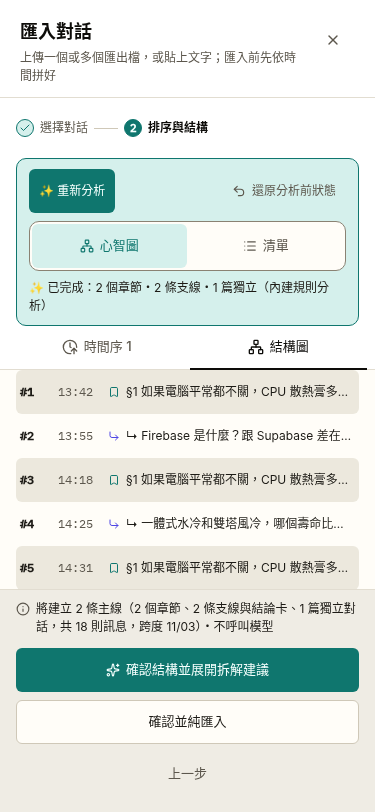 匯入對話
上傳一個或多個匯出檔，或貼上文字；匯入前先依時
間拼好
選擇對話
2 排序與結構
✨ 重新分析
還原分析前狀態
心智圖
清單
✨ 已完成：2 個章節・2 條支線・1 獨立（內建規則分
析）
時間序 1
結構圖
#1 13:42 §1 如果電腦平常都不關，CPU 散熱膏多...
#2 13:55 ↳ Firebase 是什麼？跟 Supabase 差在...
#3 14:18 §1 如果電腦平常都不關，CPU 散熱膏多...
#4 14:25 ↳ 一體式水冷和雙塔風冷，哪個壽命比...
#5 14:31 §1 如果電腦平常都不關，CPU 散熱膏多...
將建立 2 條主線（2 個章節、2 條支線與結論卡、1 獨立對
話，共 18 則訊息，跨度 11/03）・不呼叫模型
確認結構並展開拆解建議
確認並純匯入
上一步